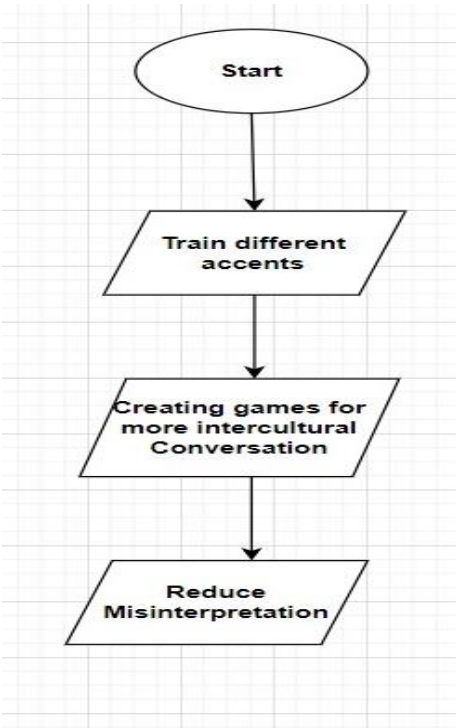 Start
Train different
accents
Creating games for
more intercultural
Conversation
Reduce
Misinterpretation